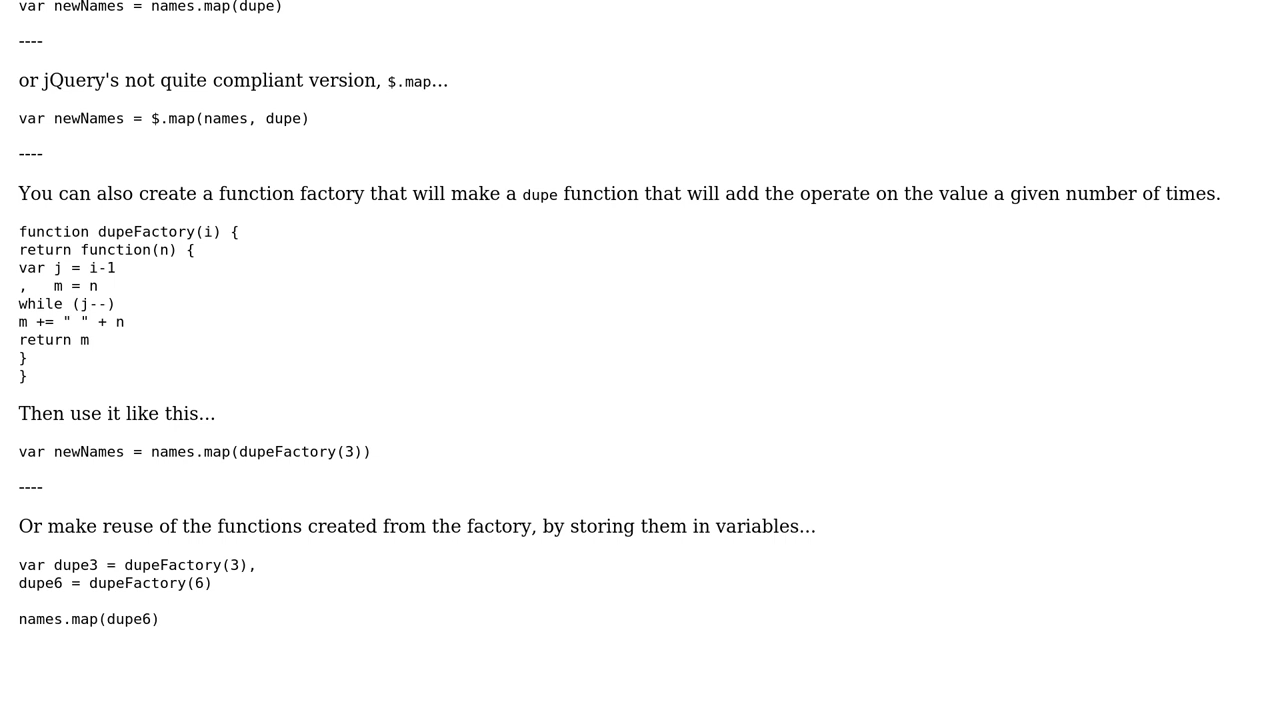 var newNames = names.map(dupe)
----
or jQuery's not quite compliant version, $.map...
var newNames = $.map(names, dupe)
----
You can also create a function factory that will make a dupe function that will add the operate on the value a given number of times.
function dupeFactory(i) {
return function(n) {
var j = i-1
,   m = n
while (j--)
m += " " + n
return m
}
}
Then use it like this...
var newNames = names.map(dupeFactory(3))
----
Or make reuse of the functions created from the factory, by storing them in variables...
var dupe3 = dupeFactory(3),
dupe6 = dupeFactory(6)
names.map(dupe6)